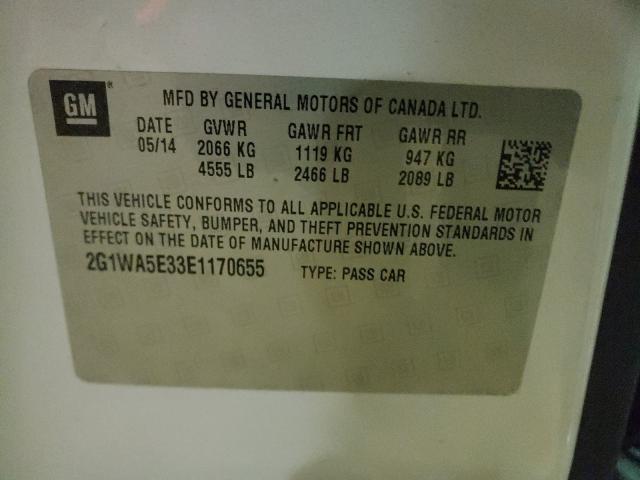 GM
MFD BY GENERAL MOTORS OF CANADA LTD.
DATE GVWR GAWR FRT GAWR RR
05/14 2066 KG 1119 KG 947 KG
4555 LB 2466 LB 2089 LB
THIS VEHICLE CONFORMS TO ALL APPLICABLE U.S. FEDERAL MOTOR
VEHICLE SAFETY, BUMPER, AND THEFT PREVENTION STANDARDS IN
EFFECT ON THE DATE OF MANUFACTURE SHOWN ABOVE.
2G1WA5E33E1170655 TYPE: PASS CAR